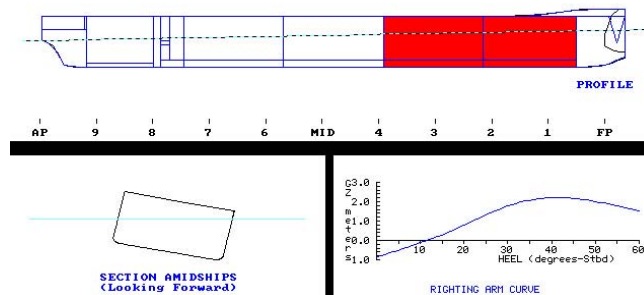 PROFILE
AP 9 8 7 6 MID 4 3 2 1 FP
SECTION AMIDSHIPS
(Looking Forward)
GZ meters
3.0
2.0
1.0
0.0
1.0
10 20 30 40 50 60
HEEL (degrees-Stbd)
RIGHTING ARM CURVE